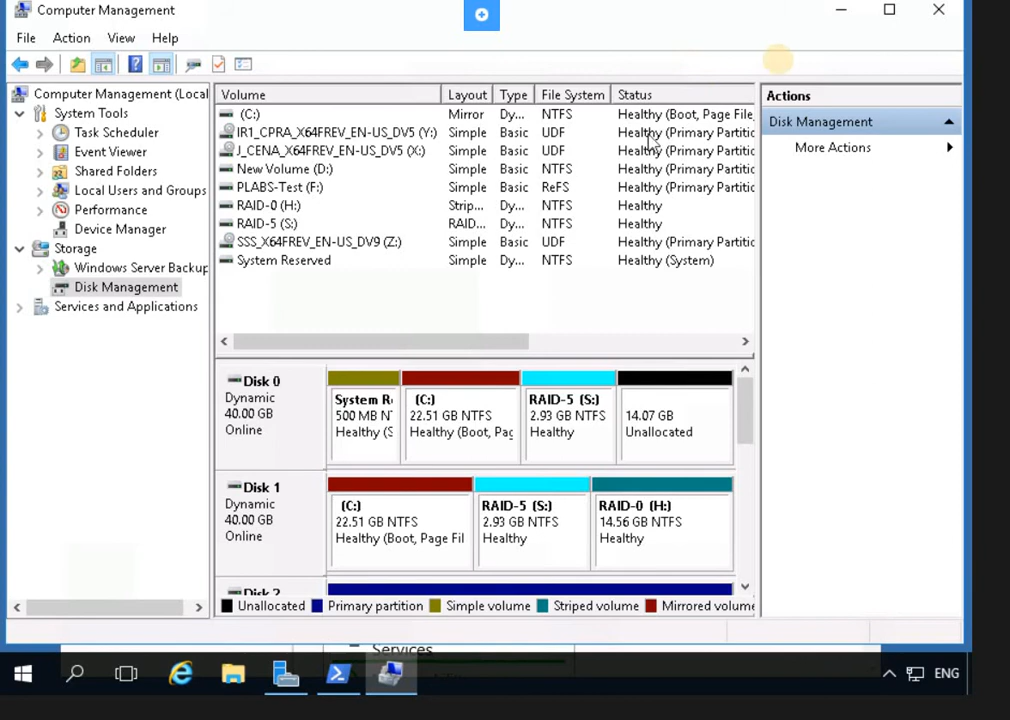 Computer Management
File Action View Help
Computer Management (Local
System Tools
Task Scheduler
Event Viewer
Shared Folders
Local Users and Groups
Performance
Device Manager
Storage
Windows Server Backup
Disk Management
Services and Applications
Volume Layout Type File System Status
(C:) Mirror Dy... NTFS Healthy (Boot, Page File,
IR1_CPRA_X64FREV_EN-US_DV5 (Y:) Simple Basic UDF Healthy (Primary Partitic
J_CENA_X64FREV_EN-US_DV5 (X:) Simple Basic UDF Healthy (Primary Partitic
New Volume (D:) Simple Basic NTFS Healthy (Primary Partitic
PLABS-Test (F:) Simple Basic ReFS Healthy (Primary Partitic
RAID-0 (H:) Strip... Dy... NTFS Healthy
RAID-5 (S:) RAID... Dy... NTFS Healthy
SSS_X64FREV_EN-US_DV9 (Z:) Simple Basic UDF Healthy (Primary Partitic
System Reserved Simple Dy... NTFS Healthy (System)
Disk 0
Dynamic
40.00 GB
Online
System R
500 MB N
Healthy (S
(C:)
22.51 GB NTFS
Healthy (Boot, Pag
RAID-5 (S:)
2.93 GB NTFS
Healthy
14.07 GB
Unallocated
Disk 1
Dynamic
40.00 GB
Online
(C:)
22.51 GB NTFS
Healthy (Boot, Page Fil
RAID-5 (S:)
2.93 GB NTFS
Healthy
RAID-0 (H:)
14.56 GB NTFS
Healthy
Disk 2
Unallocated Primary partition Simple volume Striped volume Mirrored volume
Actions
Disk Management
More Actions
Services
ENG